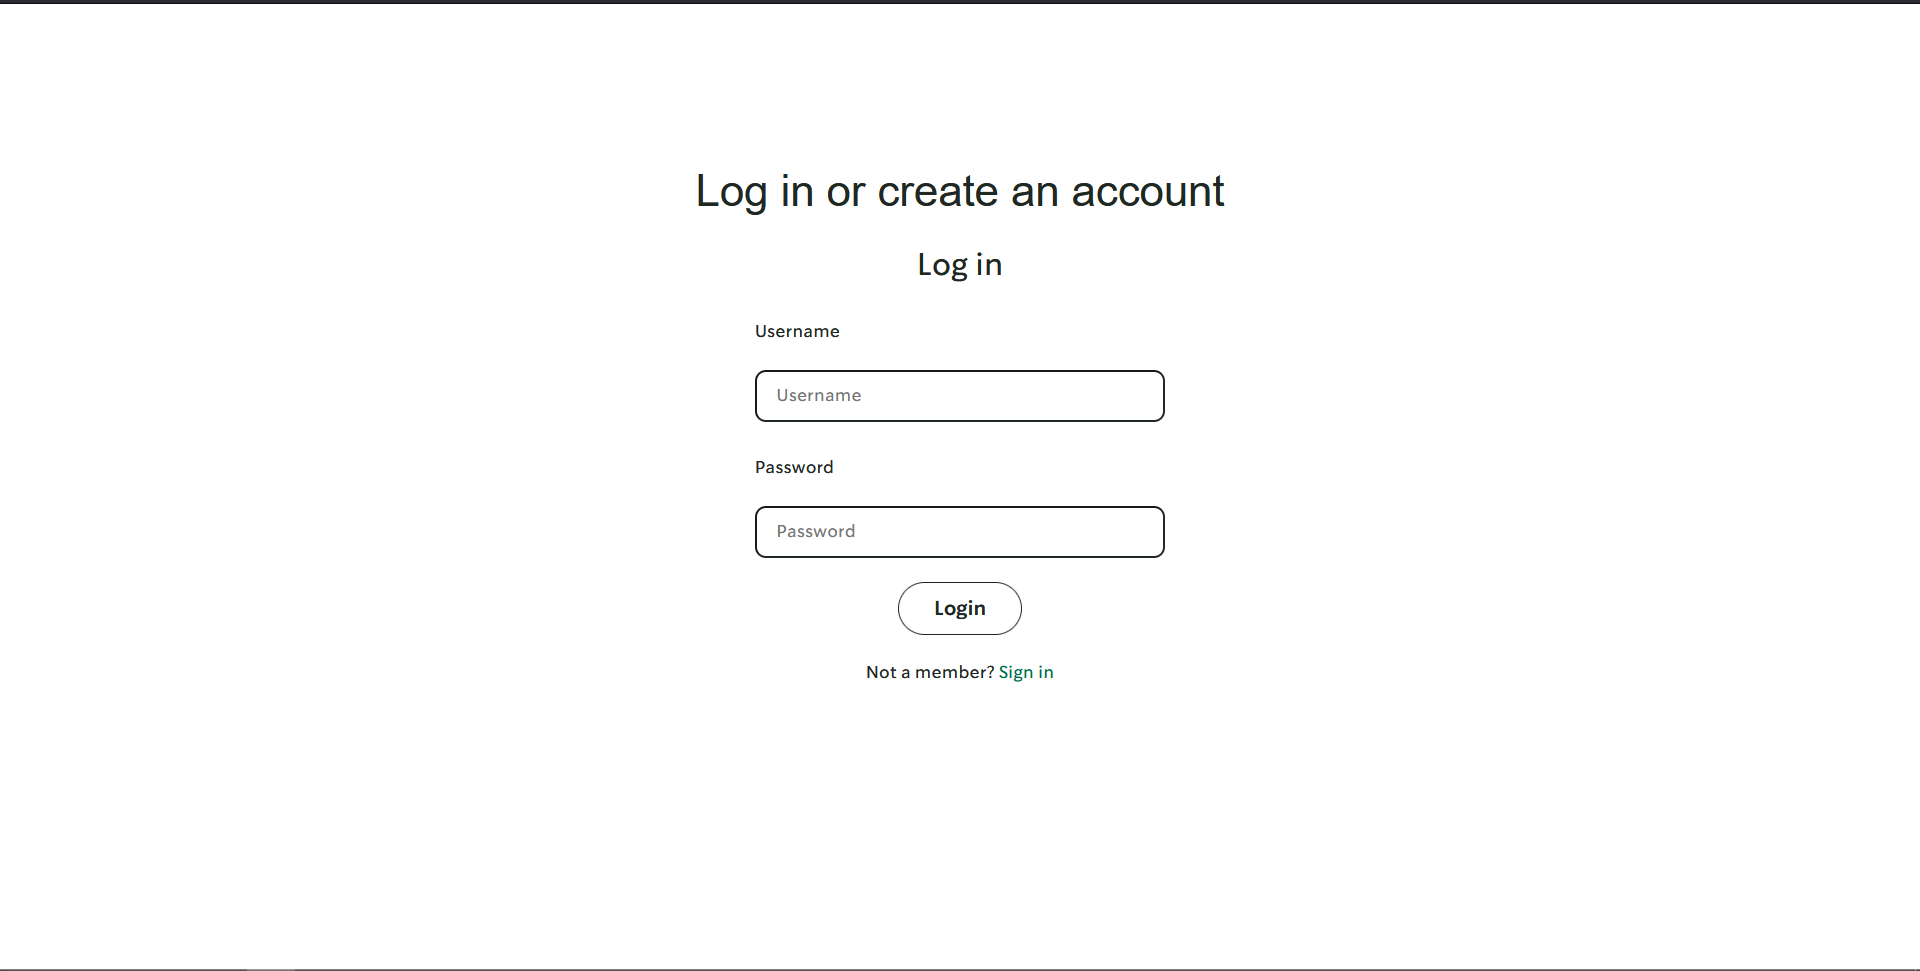 Log in or create an account
Log in
Username
Username
Password
Password
Login
Not a member? Sign in